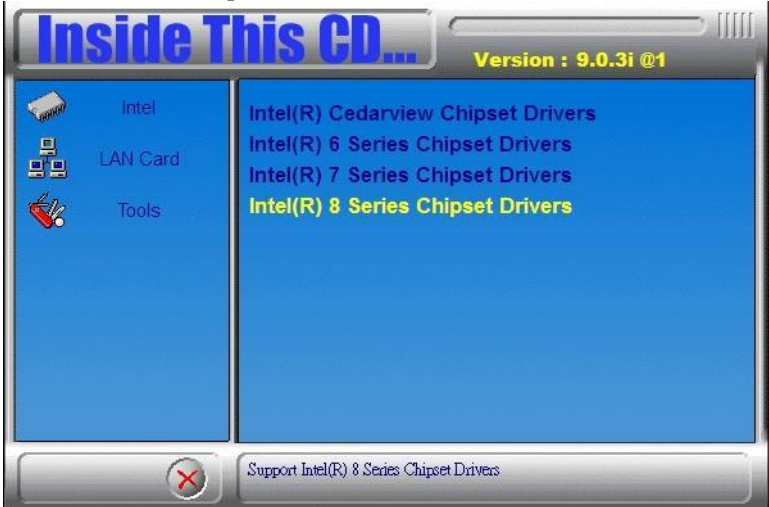 Inside This CD...
Version : 9.0.3i @1
Intel
LAN Card
Tools
Intel(R) Cedarview Chipset Drivers
Intel(R) 6 Series Chipset Drivers
Intel(R) 7 Series Chipset Drivers
Intel(R) 8 Series Chipset Drivers
Support Intel(R) 8 Series Chipset Drivers